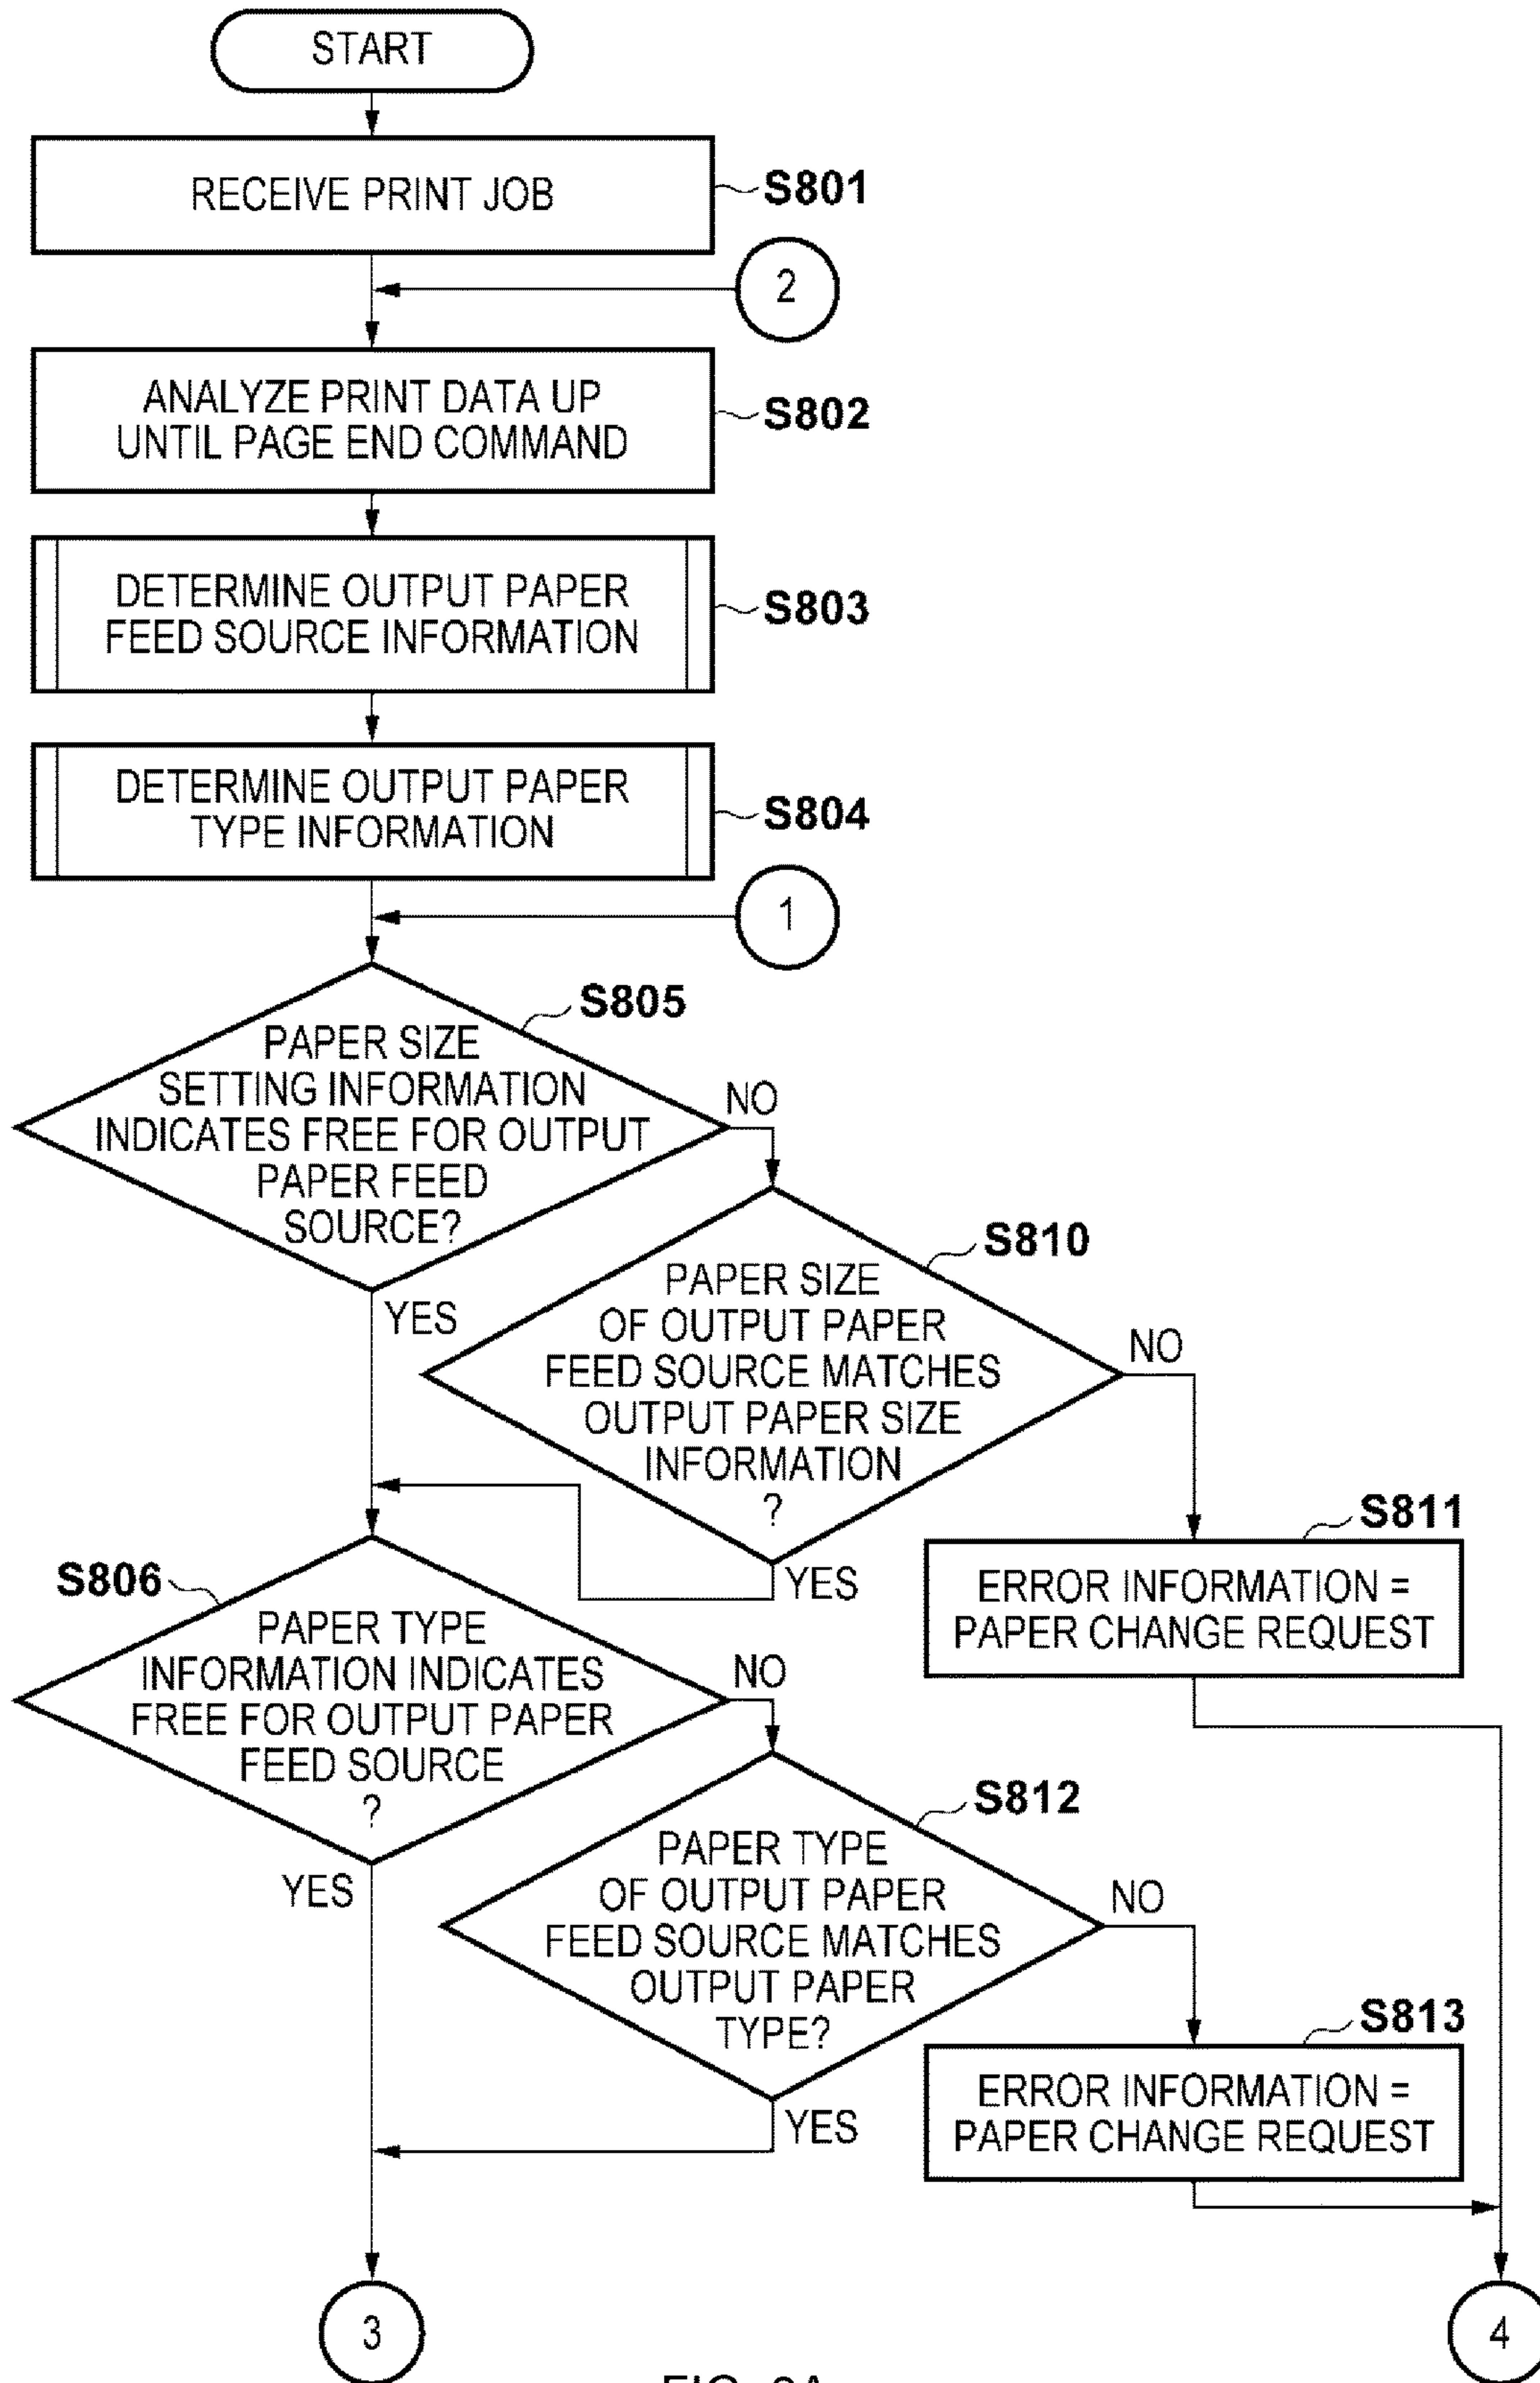 START
RECEIVE PRINT JOB
S801
2
ANALYZE PRINT DATA UP
UNTIL PAGE END COMMAND
S802
DETERMINE OUTPUT PAPER
FEED SOURCE INFORMATION
S803
DETERMINE OUTPUT PAPER
TYPE INFORMATION
S804
1
S805
PAPER SIZE
SETTING INFORMATION
INDICATES FREE FOR OUTPUT
PAPER FEED
SOURCE?
NO
YES
S810
PAPER SIZE
OF OUTPUT PAPER
FEED SOURCE MATCHES
OUTPUT PAPER SIZE
INFORMATION
?
NO
YES
S811
ERROR INFORMATION =
PAPER CHANGE REQUEST
S806
PAPER TYPE
INFORMATION INDICATES
FREE FOR OUTPUT PAPER
FEED SOURCE
?
NO
YES
S812
PAPER TYPE
OF OUTPUT PAPER
FEED SOURCE MATCHES
OUTPUT PAPER
TYPE?
NO
YES
S813
ERROR INFORMATION =
PAPER CHANGE REQUEST
3
4